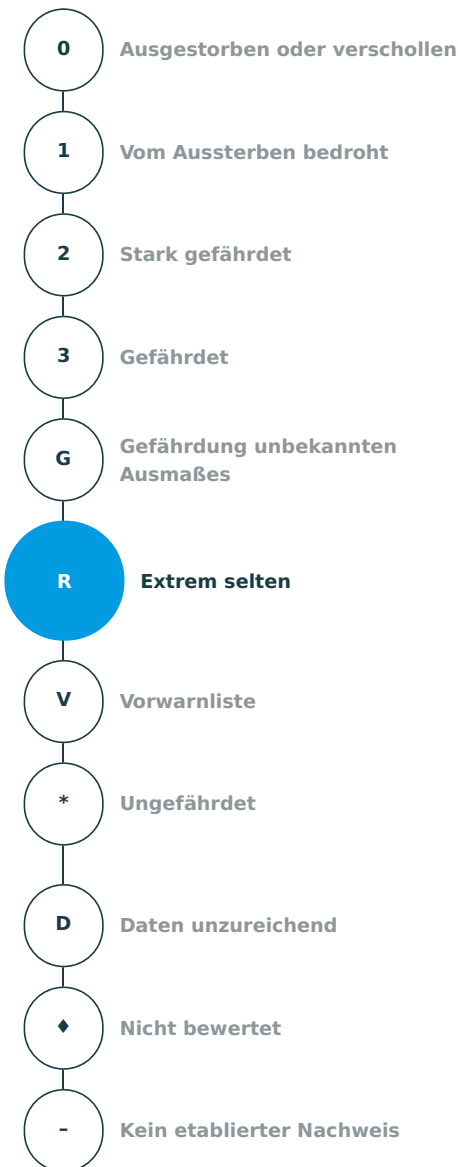 0 Ausgestorben oder verschollen
1 Vom Aussterben bedroht
2 Stark gefährdet
3 Gefährdet
G Gefährdung unbekannten
Ausmaßes
R Extrem selten
V Vorwarnliste
* Ungefährdet
D Daten unzureichend
♦ Nicht bewertet
– Kein etablierter Nachweis